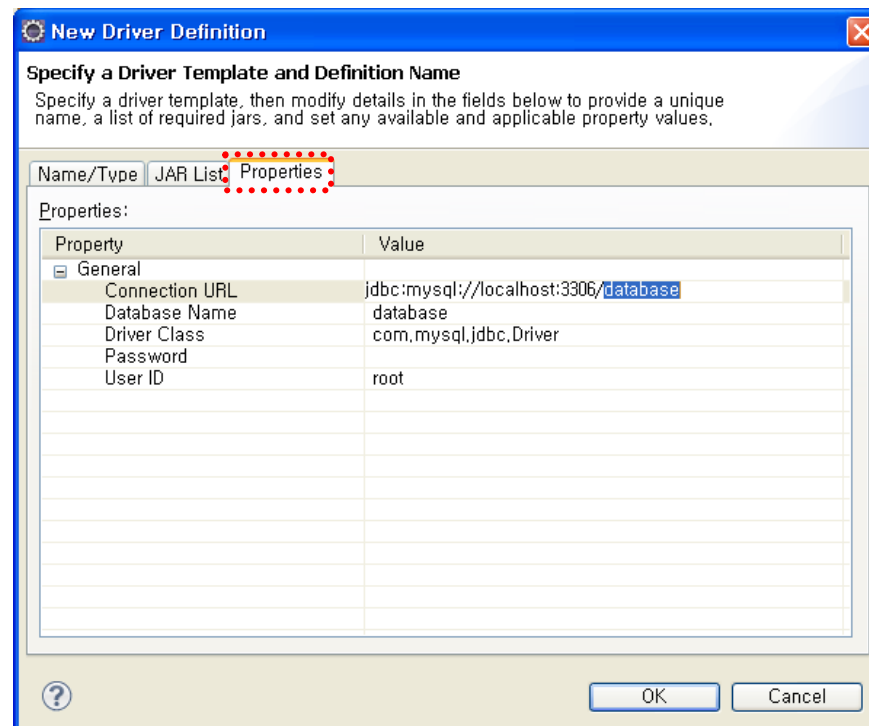 New Driver Definition
Specify a Driver Template and Definition Name
Specify a driver template, then modify details in the fields below to provide a unique
name, a list of required jars, and set any available and applicable property values,
Name/Type JAR List Properties
Properties:
Property Value
General
Connection URL jdbc:mysql://localhost:3306/database
Database Name database
Driver Class com,mysql,jdbc,Driver
Password
User ID root
?
OK Cancel